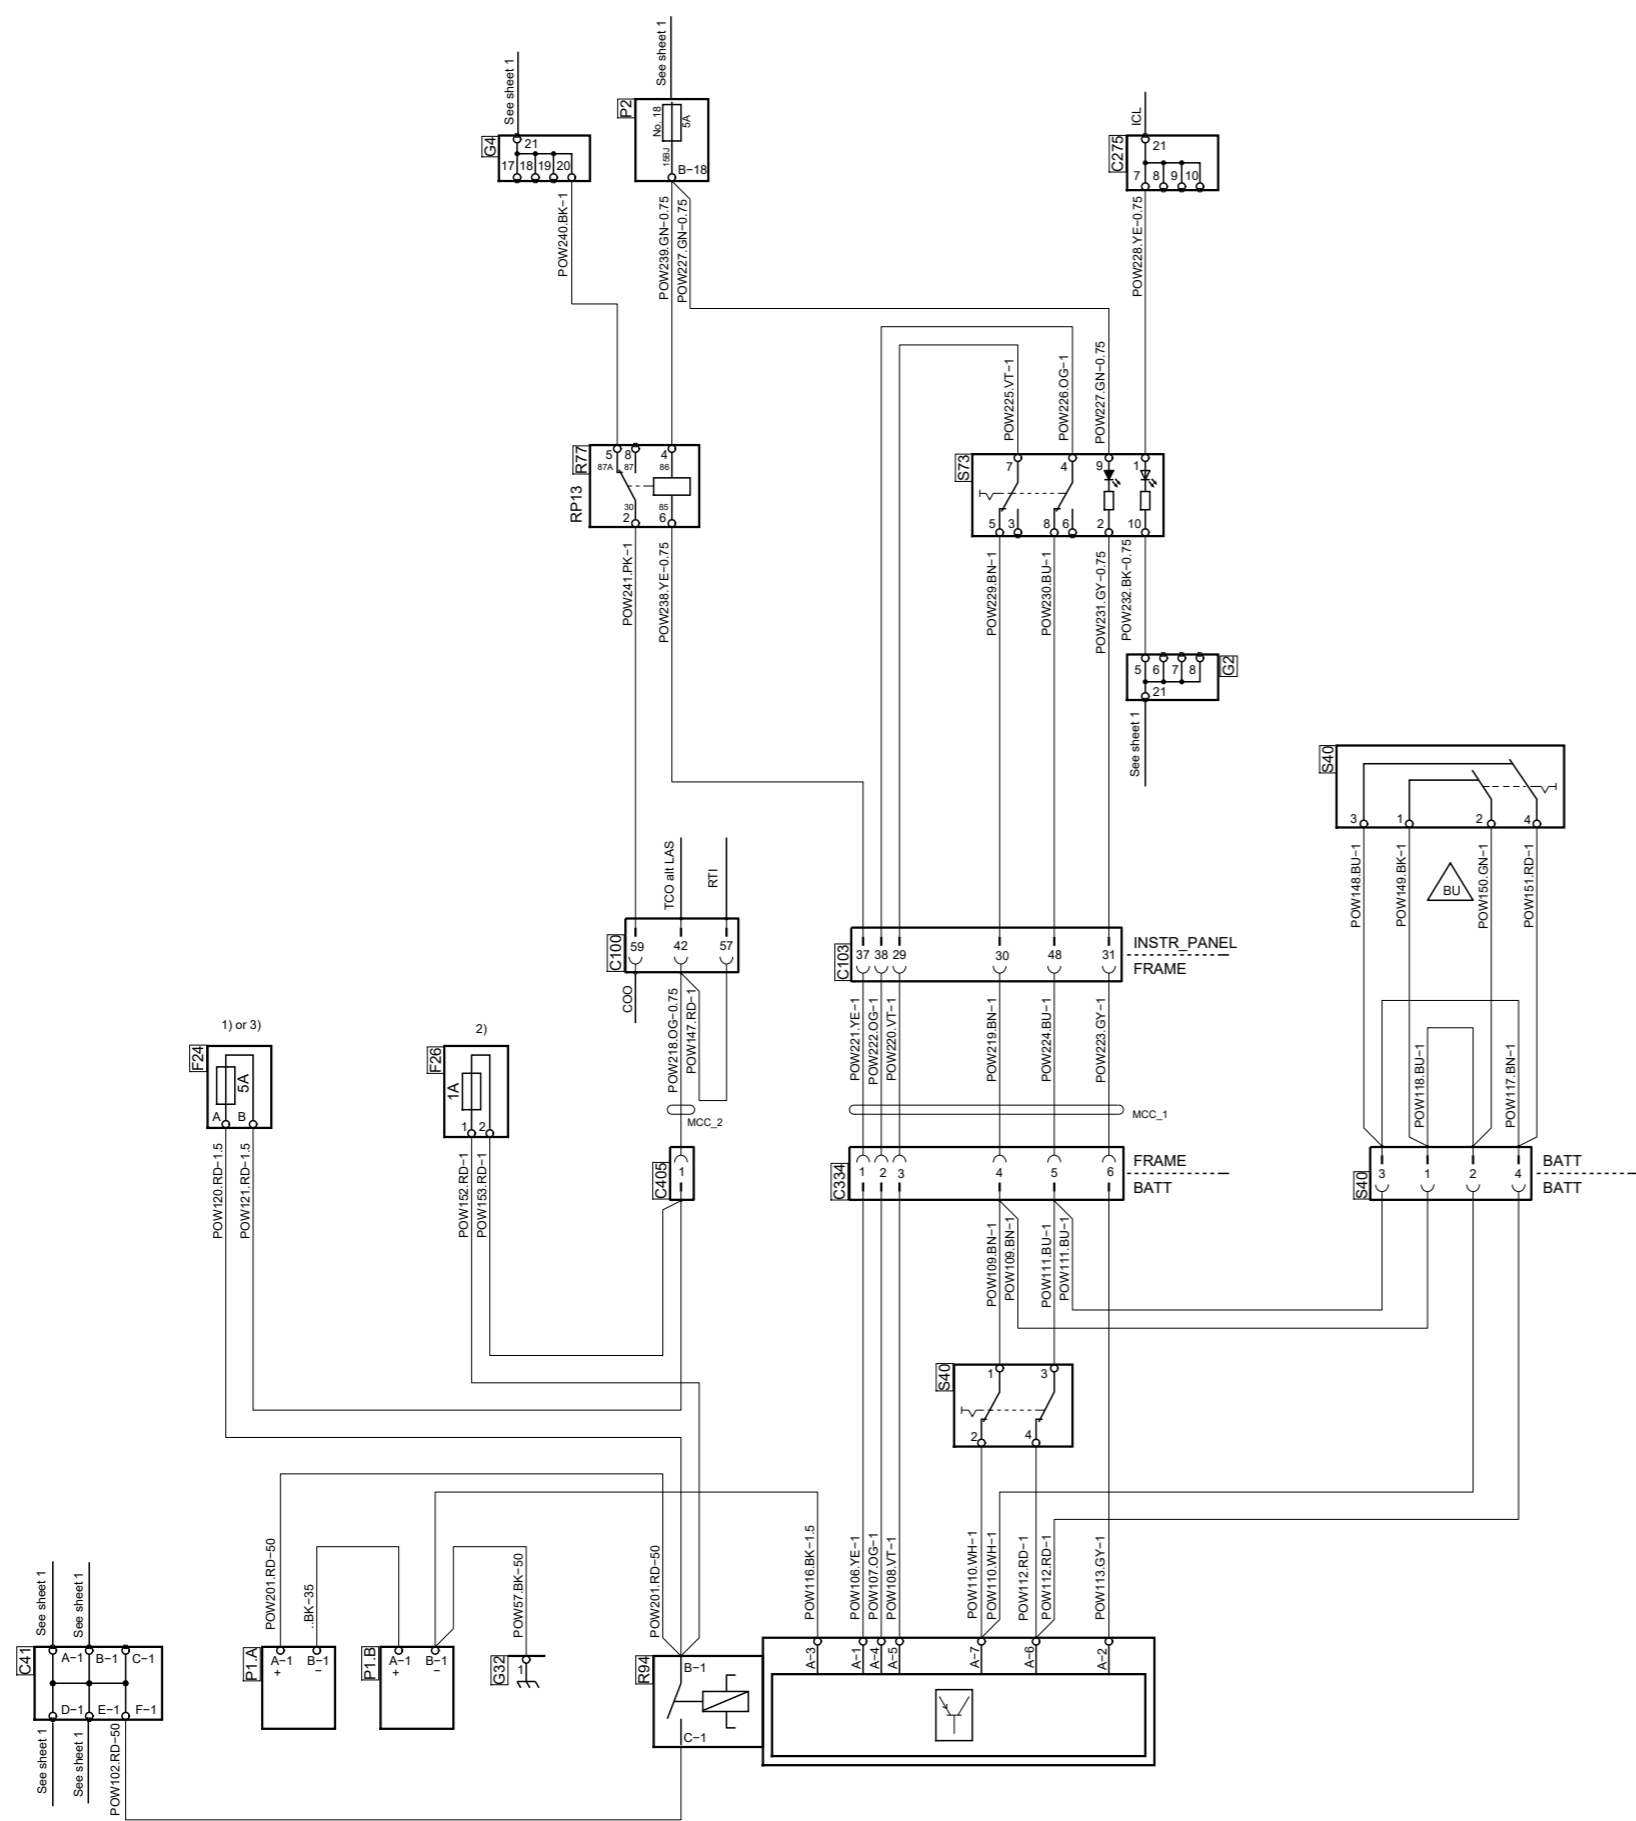 See sheet 1
See sheet 1
P2
No. 18
5A
15BJ
B-18
G4
21
17 18 19 20
ICL
C275
21
7 8 9 10
POW240.BK-1
POW239.GN-0.75
POW227.GN-0.75
POW228.YE-0.75
POW225.VT-1
POW226.OG-1
POW227.GN-0.75
R77
RP13
5 8 4
87A 87 86
30 85
2 6
S73
7 4 9 1
5 3 8 6 2 10
POW241.PK-1
POW238.YE-0.75
POW229.BN-1
POW230.BU-1
POW231.GY-0.75
POW232.BK-0.75
5 6 7 8
G2
21
See sheet 1
S40
3 1 2 4
POW148.BU-1
POW149.BK-1
BU
POW150.GN-1
POW151.RD-1
TCO alt LAS
RTI
C100
59 42 57
COO
C103
37 38 29 30 48 31
INSTR_PANEL
FRAME
POW218.OG-0.75
POW147.RD-1
POW221.YE-1
POW222.OG-1
POW220.VT-1
POW219.BN-1
POW224.BU-1
POW223.GY-1
POW118.BU-1
POW117.BN-1
1) or 3)
F24
5A
A B
2)
F26
1A
1 2
MCC_2
MCC_1
C405
1
C334
1 2 3 4 5 6
FRAME
BATT
S40
3 1 2 4
BATT
BATT
POW120.RD-1.5
POW121.RD-1.5
POW152.RD-1
POW153.RD-1
POW109.BN-1
POW109.BN-1
POW111.BU-1
POW111.BU-1
S40
1 3
2 4
POW201.RD-50
..BK-35
POW57.BK-50
POW201.RD-50
POW116.BK-1.5
POW106.YE-1
POW107.OG-1
POW108.VT-1
POW110.WH-1
POW110.WH-1
POW112.RD-1
POW112.RD-1
POW113.GY-1
See sheet 1
See sheet 1
C41
A-1 B-1 C-1
D-1 E-1 F-1
See sheet 1
See sheet 1
POW102.RD-50
P1.A
A-1 B-1
+ -
P1.B
A-1 B-1
+ -
G32
1
R94
B-1
C-1
A-3 A-1 A-4 A-5 A-7 A-6 A-2